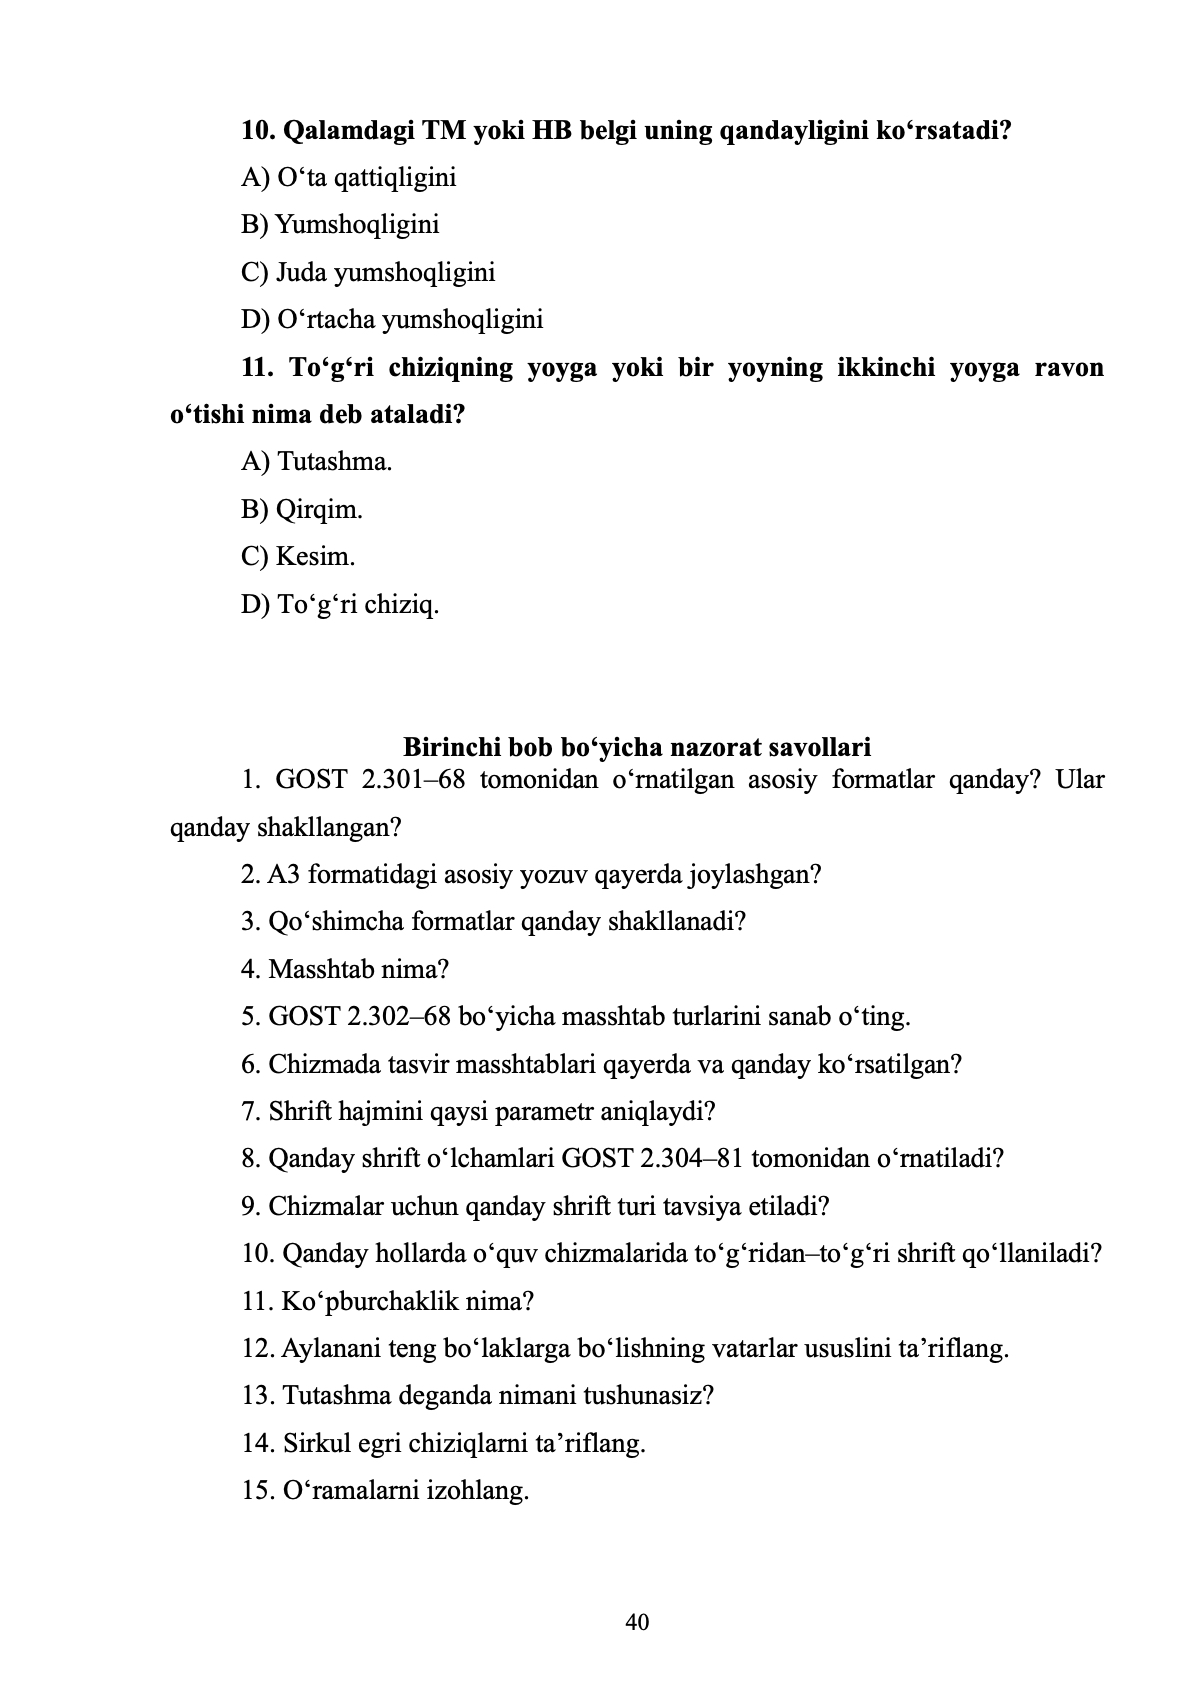 10. Qalamdagi TM yoki HB belgi uning qandayligini ko‘rsatadi?
A) O‘ta qattiqligini
B) Yumshoqligini
C) Juda yumshoqligini
D) O‘rtacha yumshoqligini
11. To‘g‘ri chiziqning yoyga yoki bir yoyning ikkinchi yoyga ravon
o‘tishi nima deb ataladi?
A) Tutashma.
B) Qirqim.
C) Kesim.
D) To‘g‘ri chiziq.
Birinchi bob bo‘yicha nazorat savollari
1. GOST 2.301–68 tomonidan o‘rnatilgan asosiy formatlar qanday? Ular
qanday shakllangan?
2. A3 formatidagi asosiy yozuv qayerda joylashgan?
3. Qo‘shimcha formatlar qanday shakllanadi?
4. Masshtab nima?
5. GOST 2.302–68 bo‘yicha masshtab turlarini sanab o‘ting.
6. Chizmada tasvir masshtablari qayerda va qanday ko‘rsatilgan?
7. Shrift hajmini qaysi parametr aniqlaydi?
8. Qanday shrift o‘lchamlari GOST 2.304–81 tomonidan o‘rnatiladi?
9. Chizmalar uchun qanday shrift turi tavsiya etiladi?
10. Qanday hollarda o‘quv chizmalarida to‘g‘ridan–to‘g‘ri shrift qo‘llaniladi?
11. Ko‘pburchaklik nima?
12. Aylanani teng bo‘laklarga bo‘lishning vatarlar ususlini ta’riflang.
13. Tutashma deganda nimani tushunasiz?
14. Sirkul egri chiziqlarni ta’riflang.
15. O‘ramalarni izohlang.
40